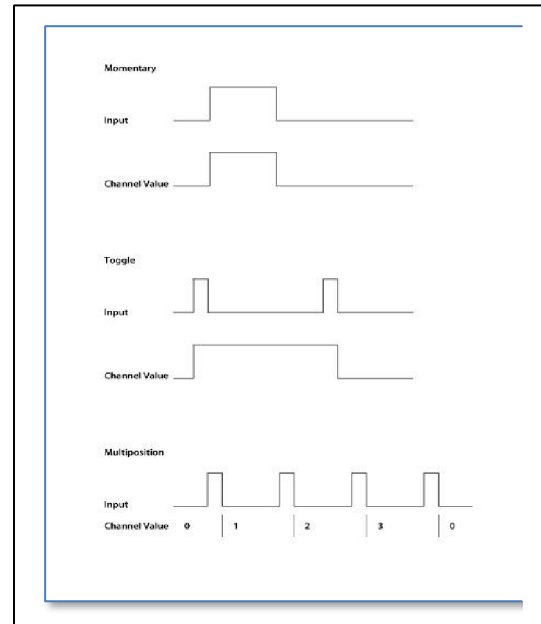 Momentary
Input
Channel Value
Toggle
Input
Channel Value
Multiposition
Input
Channel Value 0 1 2 3 0